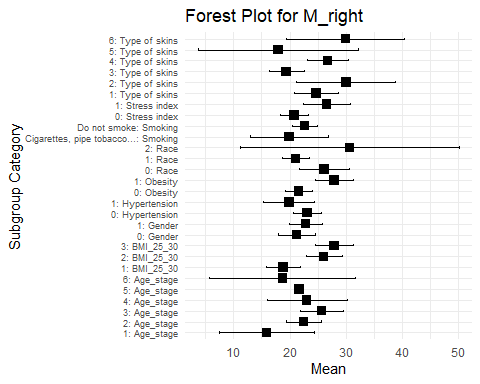 Forest Plot for M_right
Subgroup Category
6: Type of skins
5: Type of skins
4: Type of skins
3: Type of skins
2: Type of skins
1: Type of skins
1: Stress index
0: Stress index
Do not smoke: Smoking
Cigarettes, pipe tobacco...: Smoking
2: Race
1: Race
0: Race
1: Obesity
0: Obesity
1: Hypertension
0: Hypertension
1: Gender
0: Gender
3: BMI_25_30
2: BMI_25_30
1: BMI_25_30
6: Age_stage
5: Age_stage
4: Age_stage
3: Age_stage
2: Age_stage
1: Age_stage
10 20 30 40 50
Mean